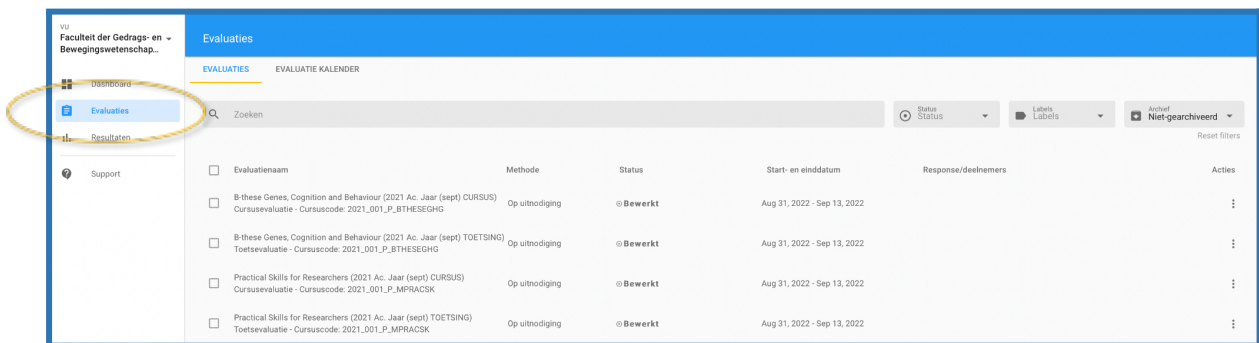 VU
Faculteit der Gedrags- en
Bewegingswetenschap…
Dashboard
Evaluaties
Resultaten
Support
Evaluaties
EVALUATIES EVALUATIE KALENDER
Zoeken
Status
Status
Labels
Labels
Archief
Niet-gearchiveerd
Reset filters
Evaluatienaam Methode Status Start- en einddatum Response/deelnemers Acties
B-these Genes, Cognition and Behaviour (2021 Ac. Jaar (sept) CURSUS)
Cursusevaluatie - Cursuscode: 2021_001_P_BTHESEGHG
Op uitnodiging Bewerkt Aug 31, 2022 - Sep 13, 2022
B-these Genes, Cognition and Behaviour (2021 Ac. Jaar (sept) TOETSING)
Toetsevaluatie - Cursuscode: 2021_001_P_BTHESEGHG
Op uitnodiging Bewerkt Aug 31, 2022 - Sep 13, 2022
Practical Skills for Researchers (2021 Ac. Jaar (sept) CURSUS)
Cursusevaluatie - Cursuscode: 2021_001_P_MPRACSK
Op uitnodiging Bewerkt Aug 31, 2022 - Sep 13, 2022
Practical Skills for Researchers (2021 Ac. Jaar (sept) TOETSING)
Toetsevaluatie - Cursuscode: 2021_001_P_MPRACSK
Op uitnodiging Bewerkt Aug 31, 2022 - Sep 13, 2022